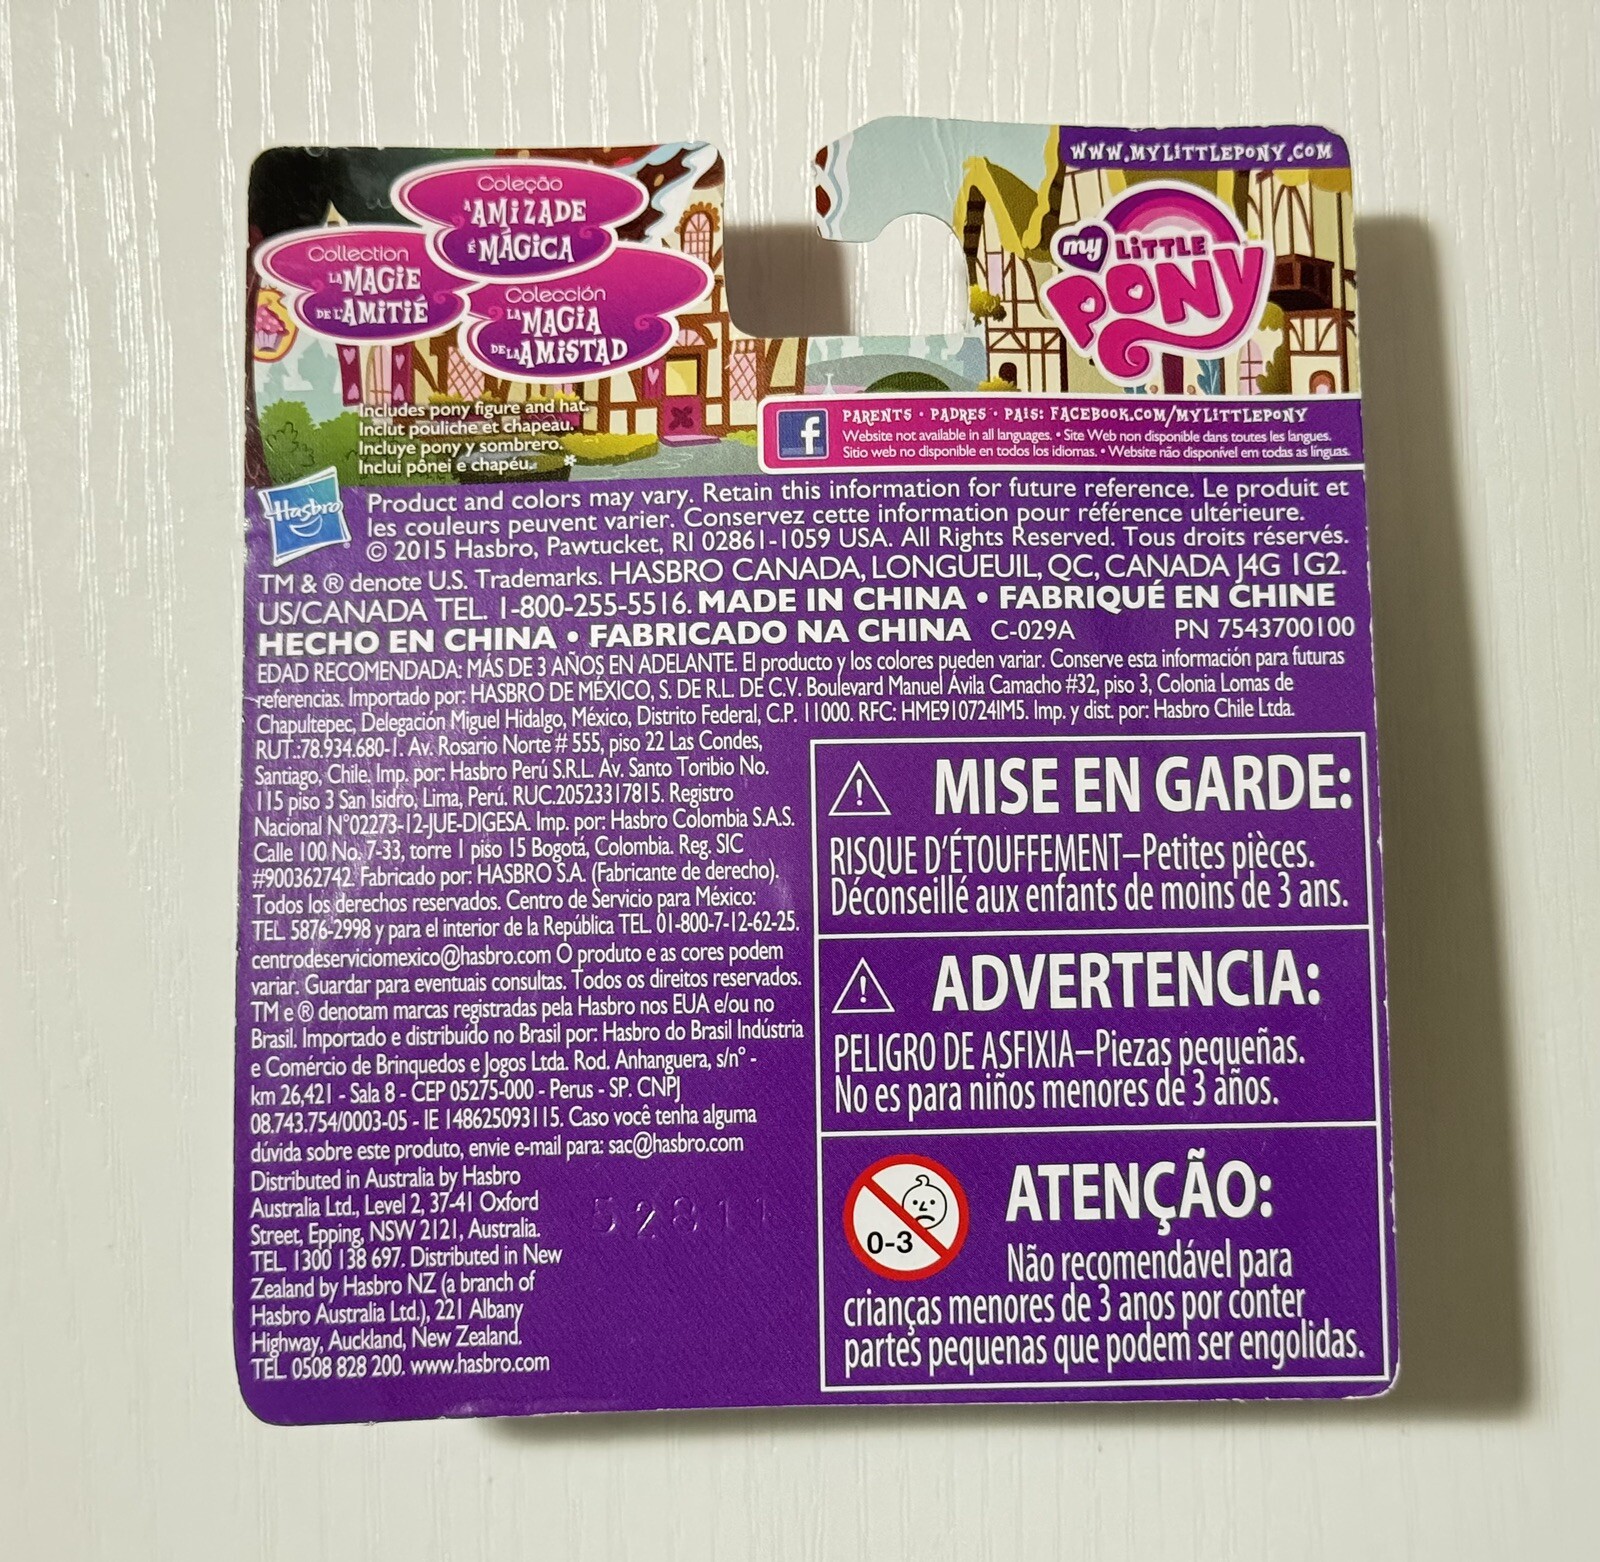 Coleção
A AMIZADE
É MÁGICA
Collection
LA MAGIE
DE L'AMITIÉ
Colección
LA MAGIA
DE LA AMISTAD
WWW.MYLITTLEPONY.COM
my LITTLE
PONY
Includes pony figure and hat.
Inclut pouliche et chapeau.
Incluye pony y sombrero.
Inclui pônei e chapéu. *
f
PARENTS • PADRES • PAIS: FACEBOOK.COM/MYLITTLEPONY
Website not available in all languages. • Site Web non disponible dans toutes les langues.
Sitio web no disponible en todos los idiomas. • Website não disponível em todas as línguas.
Hasbro
Product and colors may vary. Retain this information for future reference. Le produit et
les couleurs peuvent varier. Conservez cette information pour référence ultérieure.
© 2015 Hasbro, Pawtucket, RI 02861-1059 USA. All Rights Reserved. Tous droits réservés.
TM & ® denote U.S. Trademarks. HASBRO CANADA, LONGUEUIL, QC, CANADA J4G 1G2.
US/CANADA TEL. 1-800-255-5516. MADE IN CHINA • FABRIQUÉ EN CHINE
HECHO EN CHINA • FABRICADO NA CHINA C-029A PN 7543700100
EDAD RECOMENDADA: MÁS DE 3 AÑOS EN ADELANTE. El producto y los colores pueden variar. Conserve esta información para futuras
referencias. Importado por: HASBRO DE MÉXICO, S. DE R.L. DE C.V. Boulevard Manuel Ávila Camacho #32, piso 3, Colonia Lomas de
Chapultepec, Delegación Miguel Hidalgo, México, Distrito Federal, C.P. 11000. RFC: HME910724IM5. Imp. y dist. por: Hasbro Chile Ltda.
RUT.:78.934.680-1. Av. Rosario Norte # 555, piso 22 Las Condes,
Santiago, Chile. Imp. por: Hasbro Perú S.R.L. Av. Santo Toribio No.
115 piso 3 San Isidro, Lima, Perú. RUC.20523317815. Registro
Nacional N°02273-12-JUE-DIGESA. Imp. por: Hasbro Colombia S.A.S.
Calle 100 No. 7-33, torre 1 piso 15 Bogotá, Colombia. Reg. SIC
#900362742. Fabricado por: HASBRO S.A. (Fabricante de derecho).
Todos los derechos reservados. Centro de Servicio para México:
TEL. 5876-2998 y para el interior de la República TEL. 01-800-7-12-62-25.
centrodeserviciomexico@hasbro.com O produto e as cores podem
variar. Guardar para eventuais consultas. Todos os direitos reservados.
TM e ® denotam marcas registradas pela Hasbro nos EUA e/ou no
Brasil. Importado e distribuído no Brasil por: Hasbro do Brasil Indústria
e Comércio de Brinquedos e Jogos Ltda. Rod. Anhanguera, s/nº -
km 26,421 - Sala 8 - CEP 05275-000 - Perus - SP. CNPJ
08.743.754/0003-05 - IE 148625093115. Caso você tenha alguma
dúvida sobre este produto, envie e-mail para: sac@hasbro.com
Distributed in Australia by Hasbro
Australia Ltd., Level 2, 37-41 Oxford
Street, Epping, NSW 2121, Australia.
TEL. 1300 138 697. Distributed in New
Zealand by Hasbro NZ (a branch of
Hasbro Australia Ltd.), 221 Albany
Highway, Auckland, New Zealand.
TEL. 0508 828 200. www.hasbro.com
52811
MISE EN GARDE:
RISQUE D'ÉTOUFFEMENT–Petites pièces.
Déconseillé aux enfants de moins de 3 ans.
ADVERTENCIA:
PELIGRO DE ASFIXIA–Piezas pequeñas.
No es para niños menores de 3 años.
0-3
ATENÇÃO:
Não recomendável para
crianças menores de 3 anos por conter
partes pequenas que podem ser engolidas.